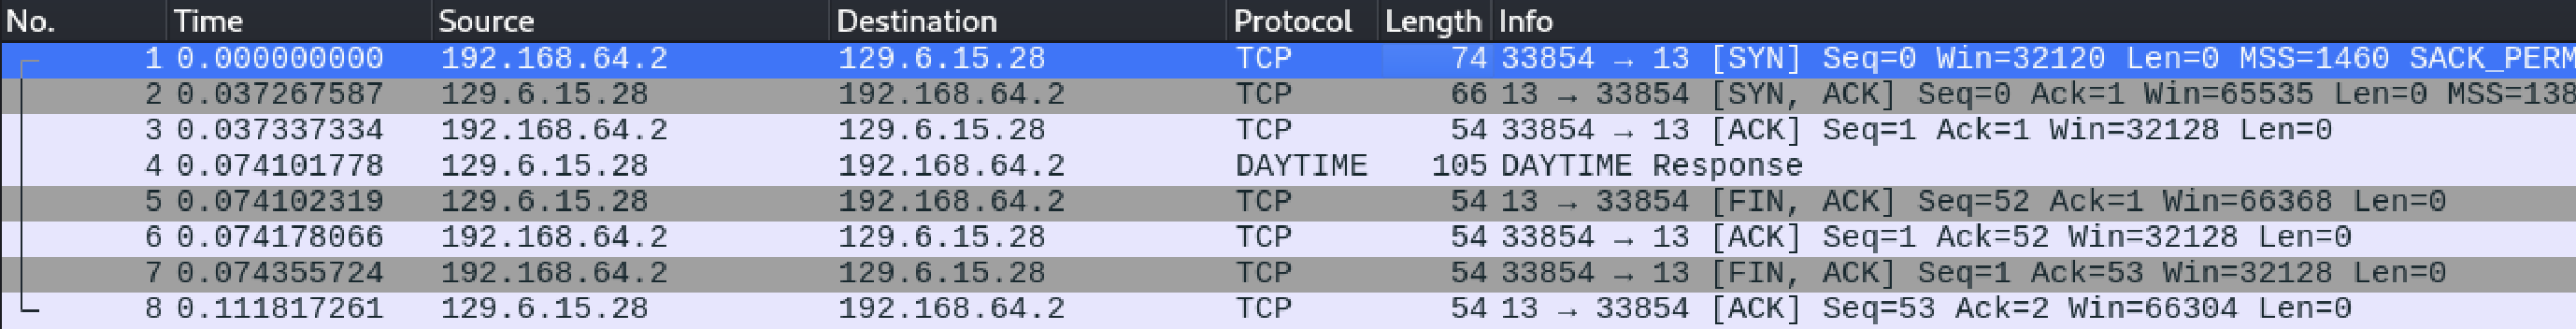 No. Time Source Destination Protocol Length Info
1 0.000000000 192.168.64.2 129.6.15.28 TCP 74 33854 → 13 [SYN] Seq=0 Win=32120 Len=0 MSS=1460 SACK_PERM
2 0.037267587 129.6.15.28 192.168.64.2 TCP 66 13 → 33854 [SYN, ACK] Seq=0 Ack=1 Win=65535 Len=0 MSS=138
3 0.037337334 192.168.64.2 129.6.15.28 TCP 54 33854 → 13 [ACK] Seq=1 Ack=1 Win=32128 Len=0
4 0.074101778 129.6.15.28 192.168.64.2 DAYTIME 105 DAYTIME Response
5 0.074102319 129.6.15.28 192.168.64.2 TCP 54 13 → 33854 [FIN, ACK] Seq=52 Ack=1 Win=66368 Len=0
6 0.074178066 192.168.64.2 129.6.15.28 TCP 54 33854 → 13 [ACK] Seq=1 Ack=52 Win=32128 Len=0
7 0.074355724 192.168.64.2 129.6.15.28 TCP 54 33854 → 13 [FIN, ACK] Seq=1 Ack=53 Win=32128 Len=0
8 0.111817261 129.6.15.28 192.168.64.2 TCP 54 13 → 33854 [ACK] Seq=53 Ack=2 Win=66304 Len=0